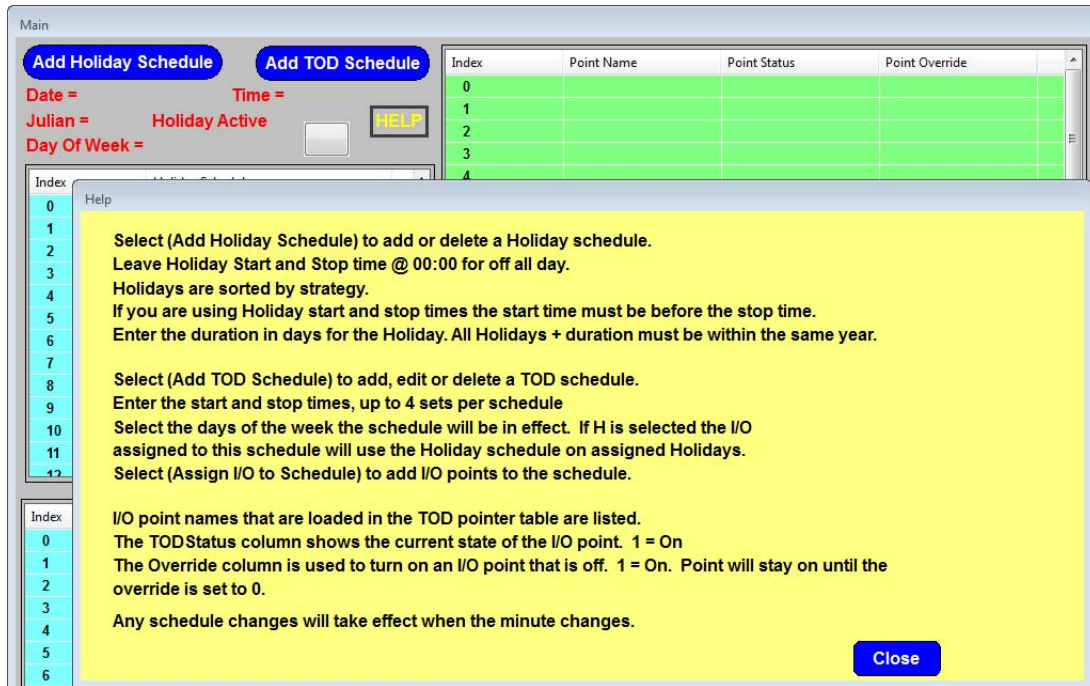 Main
Add Holiday Schedule
Add TOD Schedule
Date =
Time =
Julian =
Holiday Active
HELP
Day Of Week =
Index Point Name Point Status Point Override
0
1
2
3
4
Index
0
1
2
3
4
5
6
7
8
9
10
11
12
Index
0
1
2
3
4
5
6
Help
Select (Add Holiday Schedule) to add or delete a Holiday schedule.
Leave Holiday Start and Stop time @ 00:00 for off all day.
Holidays are sorted by strategy.
If you are using Holiday start and stop times the start time must be before the stop time.
Enter the duration in days for the Holiday. All Holidays + duration must be within the same year.
Select (Add TOD Schedule) to add, edit or delete a TOD schedule.
Enter the start and stop times, up to 4 sets per schedule
Select the days of the week the schedule will be in effect. If H is selected the I/O
assigned to this schedule will use the Holiday schedule on assigned Holidays.
Select (Assign I/O to Schedule) to add I/O points to the schedule.
I/O point names that are loaded in the TOD pointer table are listed.
The TODStatus column shows the current state of the I/O point. 1 = On
The Override column is used to turn on an I/O point that is off. 1 = On. Point will stay on until the
override is set to 0.
Any schedule changes will take effect when the minute changes.
Close